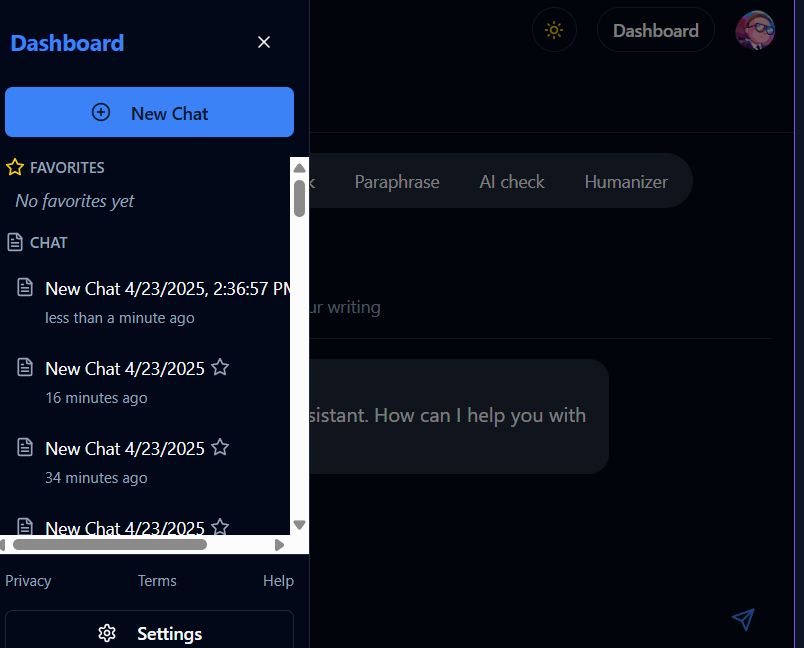 Dashboard
Dashboard
New Chat
FAVORITES
No favorites yet
CHAT
New Chat 4/23/2025, 2:36:57 PM
less than a minute ago
New Chat 4/23/2025
16 minutes ago
New Chat 4/23/2025
34 minutes ago
New Chat 4/23/2025
Privacy Terms Help
Settings
Paraphrase AI check Humanizer
writing
. How can I help you with